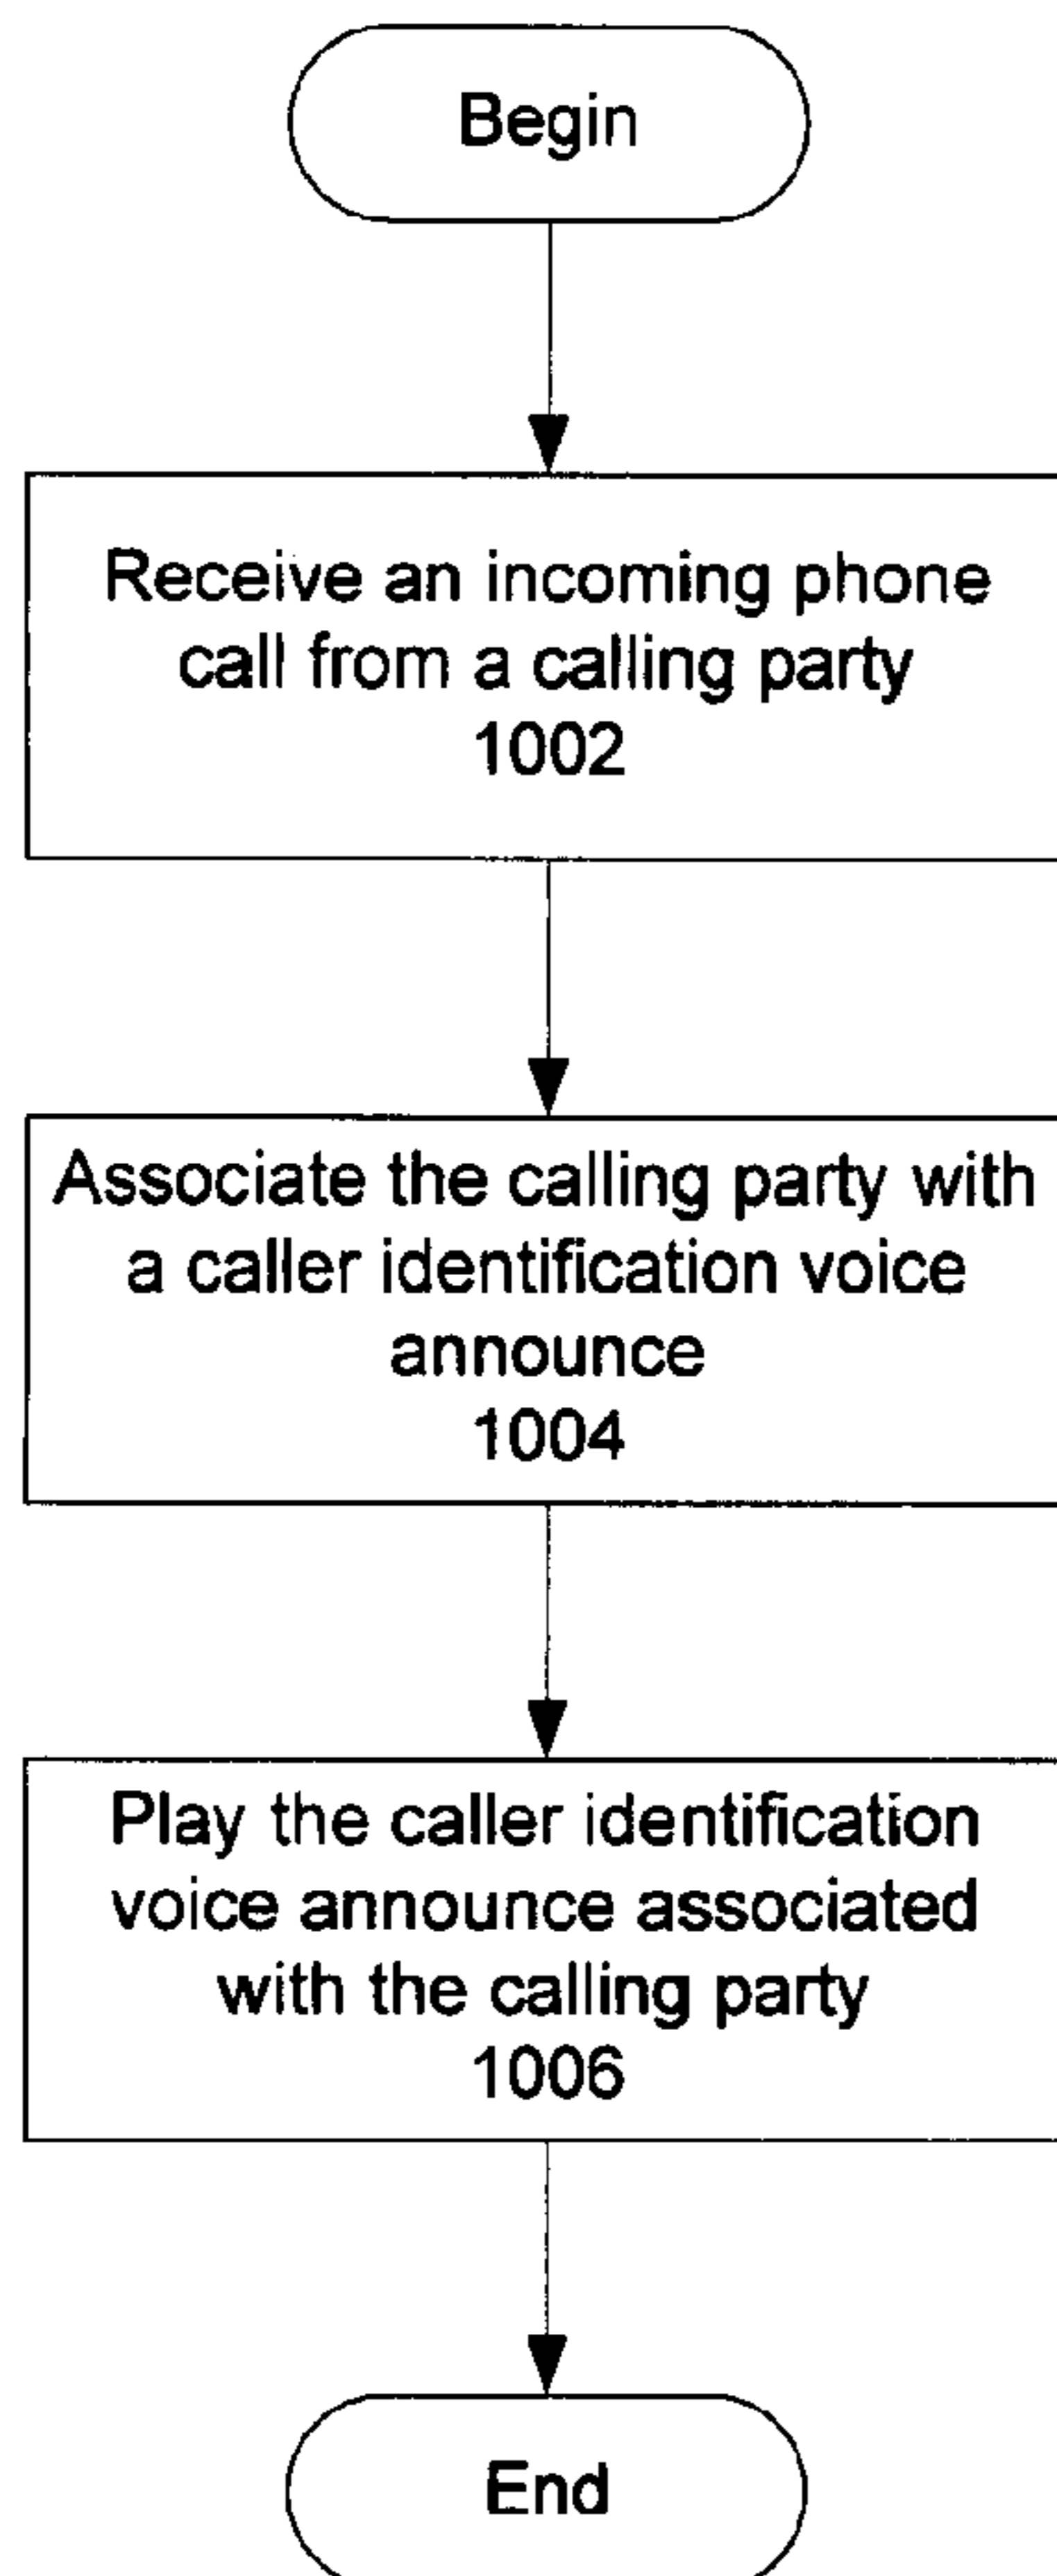 Begin
Receive an incoming phone
call from a calling party
1002
Associate the calling party with
a caller identification voice
announce
1004
Play the caller identification
voice announce associated
with the calling party
1006
End